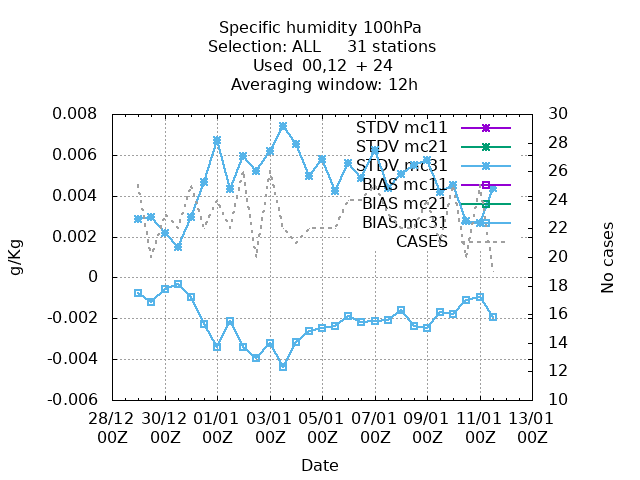 Specific humidity 100hPa
Selection: ALL 31 stations
Used 00,12 + 24
Averaging window: 12h
0.008
0.006
0.004
0.002
0
-0.002
-0.004
-0.006
g/Kg
30
28
26
24
22
20
18
16
14
12
10
No cases
STDV mc11
STDV mc21
STDV mc31
BIAS mc11
BIAS mc21
BIAS mc31
CASES
28/12 30/12 01/01 03/01 05/01 07/01 09/01 11/01 13/01
00Z 00Z 00Z 00Z 00Z 00Z 00Z 00Z 00Z
Date